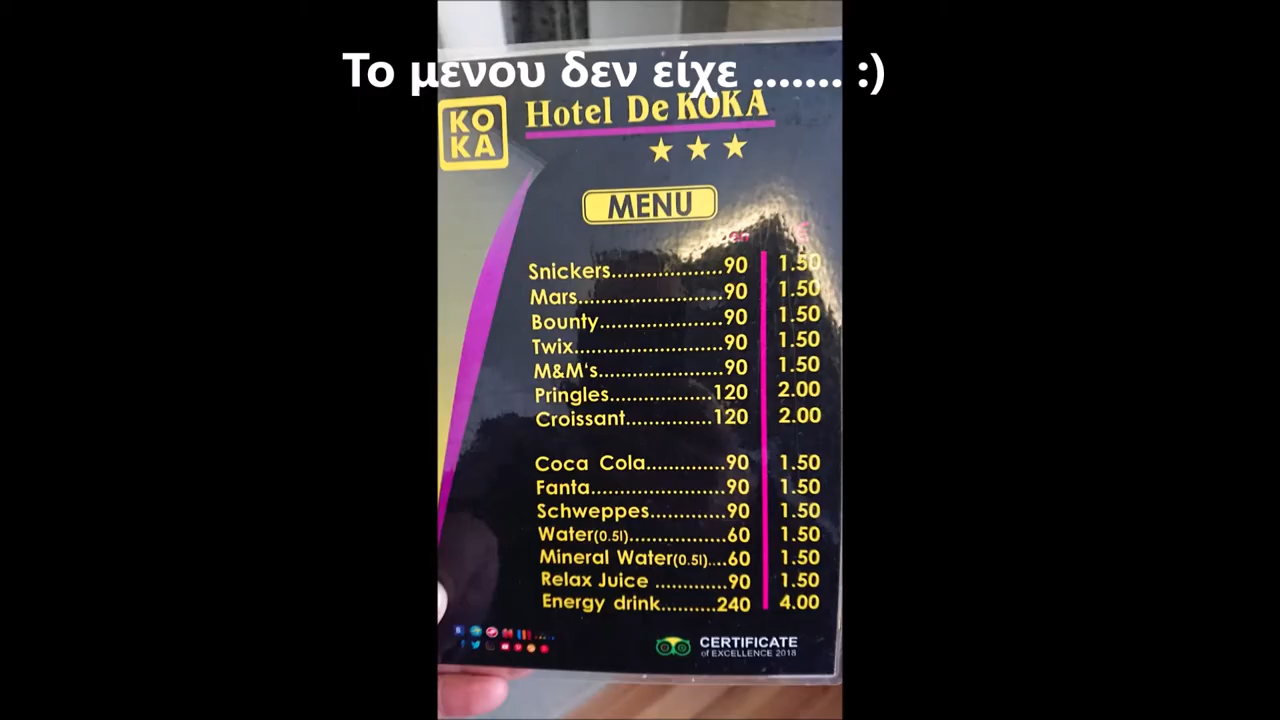 Το μενου δεν είχε ....... :)
KO
KA
Hotel De KOKA
MENU
Snickers...................90 1.50
Mars.........................90 1.50
Bounty.....................90 1.50
Twix.........................90 1.50
M&M's.....................90 1.50
Pringles.................120 2.00
Croissant..............120 2.00
Coca Cola.............90 1.50
Fanta.......................90 1.50
Schweppes............90 1.50
Water(0.5l)................60 1.50
Mineral Water(0.5l)....60 1.50
Relax Juice ............90 1.50
Energy drink.........240 4.00
CERTIFICATE
of EXCELLENCE 2018